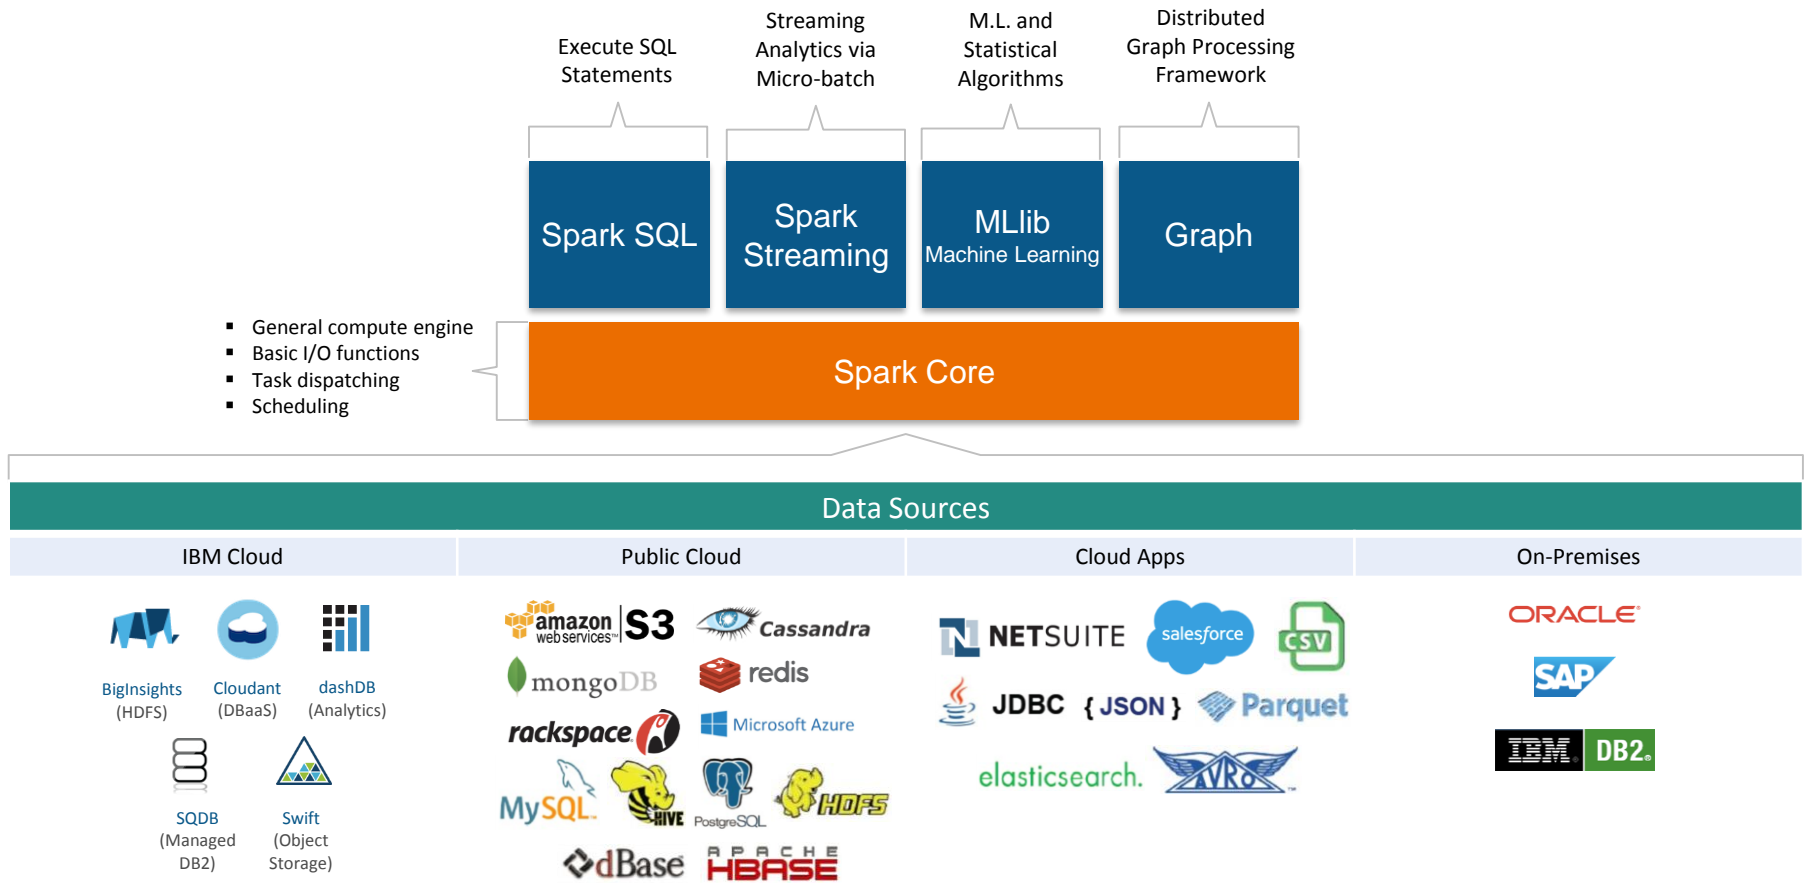 Execute SQL
Statements
Streaming
Analytics via
Micro-batch
M.L. and
Statistical
Algorithms
Distributed
Graph Processing
Framework
Spark SQL
Spark
Streaming
MLlib
Machine Learning
Graph
▪ General compute engine
▪ Basic I/O functions
▪ Task dispatching
▪ Scheduling
Spark Core
Data Sources
IBM Cloud
Public Cloud
Cloud Apps
On-Premises
BigInsights
(HDFS)
Cloudant
(DBaaS)
dashDB
(Analytics)
SQDB
(Managed
DB2)
Swift
(Object
Storage)
amazon
web services™
S3
Cassandra
mongoDB
redis
rackspace
Microsoft Azure
MySQL™
HIVE
PostgreSQL
HDFS
dBase
APACHE
HBASE
N NETSUITE
salesforce
CSV
JDBC
{JSON}
Parquet
elasticsearch.
AVRO™
ORACLE®
SAP
IBM.
DB2®